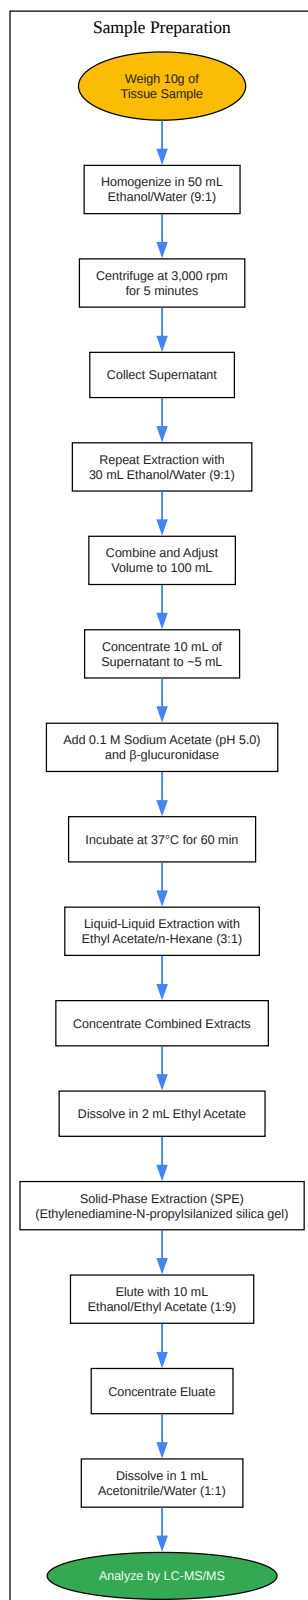 Sample Preparation
Weigh 10g of
Tissue Sample
Homogenize in 50 mL
Ethanol/Water (9:1)
Centrifuge at 3,000 rpm
for 5 minutes
Collect Supernatant
Repeat Extraction with
30 mL Ethanol/Water (9:1)
Combine and Adjust
Volume to 100 mL
Concentrate 10 mL of
Supernatant to ~5 mL
Add 0.1 M Sodium Acetate (pH 5.0)
and β-glucuronidase
Incubate at 37°C for 60 min
Liquid-Liquid Extraction with
Ethyl Acetate/n-Hexane (3:1)
Concentrate Combined Extracts
Dissolve in 2 mL Ethyl Acetate
Solid-Phase Extraction (SPE)
(Ethylenediamine-N-propylsilanized silica gel)
Elute with 10 mL
Ethanol/Ethyl Acetate (1:9)
Concentrate Eluate
Dissolve in 1 mL
Acetonitrile/Water (1:1)
Analyze by LC-MS/MS